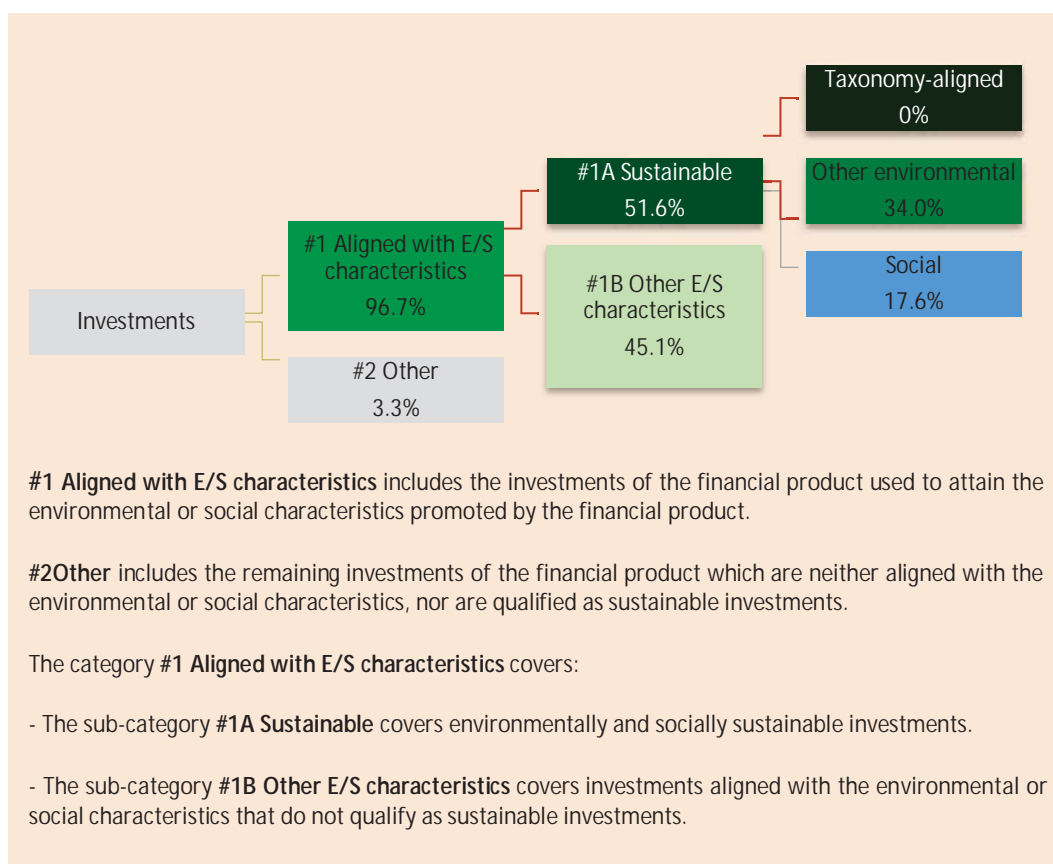 Taxonomy-aligned
0%
#1A Sustainable
51.6%
Other environmental
34.0%
#1 Aligned with E/S
characteristics
96.7%
#1B Other E/S
characteristics
45.1%
Social
17.6%
Investments
#2 Other
3.3%
#1 Aligned with E/S characteristics includes the investments of the financial product used to attain the
environmental or social characteristics promoted by the financial product.
#2Other includes the remaining investments of the financial product which are neither aligned with the
environmental or social characteristics, nor are qualified as sustainable investments.
The category #1 Aligned with E/S characteristics covers:
- The sub-category #1A Sustainable covers environmentally and socially sustainable investments.
- The sub-category #1B Other E/S characteristics covers investments aligned with the environmental or
social characteristics that do not qualify as sustainable investments.